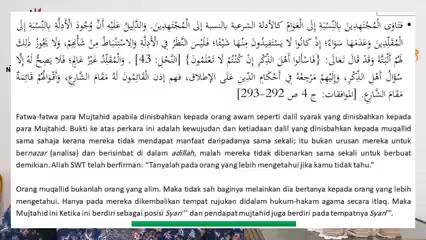 • فَتَاوَى الْمُجْتَهِدِينَ بِالنِّسْبَةِ إِلَى الْعَوَامِّ كَالأَدِلَّةِ الشَّرْعِيَّةِ بِالنِّسْبَةِ إِلَى الْمُجْتَهِدِينَ. وَالدَّلِيلُ عَلَيْهِ أَنَّ وُجُودَ الأَدِلَّةِ بِالنِّسْبَةِ إِلَى
الْمُقَلِّدِينَ وَعَدَمَهَا سَوَاءٌ؛ إِذْ كَانُوا لَا يَسْتَفِيدُونَ مِنْهَا شَيْئًا؛ فَلَيْسَ النَّظَرُ فِي الأَدِلَّةِ وَالاسْتِنْبَاطُ مِنْ شَأْنِهِمْ، وَلَا يَجُوزُ ذَلِكَ
لَهُمْ أَلْبَتَّةَ وَقَدْ قَالَ تَعَالَى: {فَاسْأَلُوا أَهْلَ الذِّكْرِ إِنْ كُنْتُمْ لَا تَعْلَمُونَ} [النَّحْلِ: 43] . وَالْمُقَلِّدُ غَيْرُ عَالِمٍ؛ فَلَا يَصِحُّ لَهُ إِلَّا
سُؤَالُ أَهْلِ الذِّكْرِ، وَإِلَيْهِمْ مَرْجِعُهُ فِي أَحْكَامِ الدِّينِ عَلَى الإِطْلَاقِ، فَهُمْ إِذن الْقَائِمُونَ لَهُ مَقَامَ الشَّارِعِ، وَأَقْوَالُهُمْ قَائِمَةٌ
مَقَامَ الشَّارِعِ. [الموافقات: ج 4 ص 292-293]
Fatwa-fatwa para Mujtahid apabila dinisbahkan kepada orang awam seperti dalil syarak yang dinisbahkan kepada
para Mujtahid. Bukti ke atas perkara ini adalah kewujudan dan ketiadaan dalil yang dinisbahkan kepada muqallid
sama sahaja kerana mereka tidak mendapat manfaat daripadanya sama sekali; itu bukan urusan mereka untuk
bernazar (analisa) dan berisinbat di dalam adillah, malah mereka tidak dibenarkan sama sekali untuk berbuat
demikian. Allah SWT telah berfirman: "Tanyalah pada orang yang lebih mengetahui jika kamu tidak tahu."
Orang muqallid bukanlah orang yang alim. Maka tidak sah baginya melainkan dia bertanya kepada orang yang lebih
mengetahui. Hanya pada mereka dikembalikan tempat rujukan didalam hukum-hakam agama secara itlaq. Maka
Mujtahid ini Ketika ini berdiri sebagai posisi Syari'' dan pendapat mujtahid juga berdiri pada tempatnya Syari''.